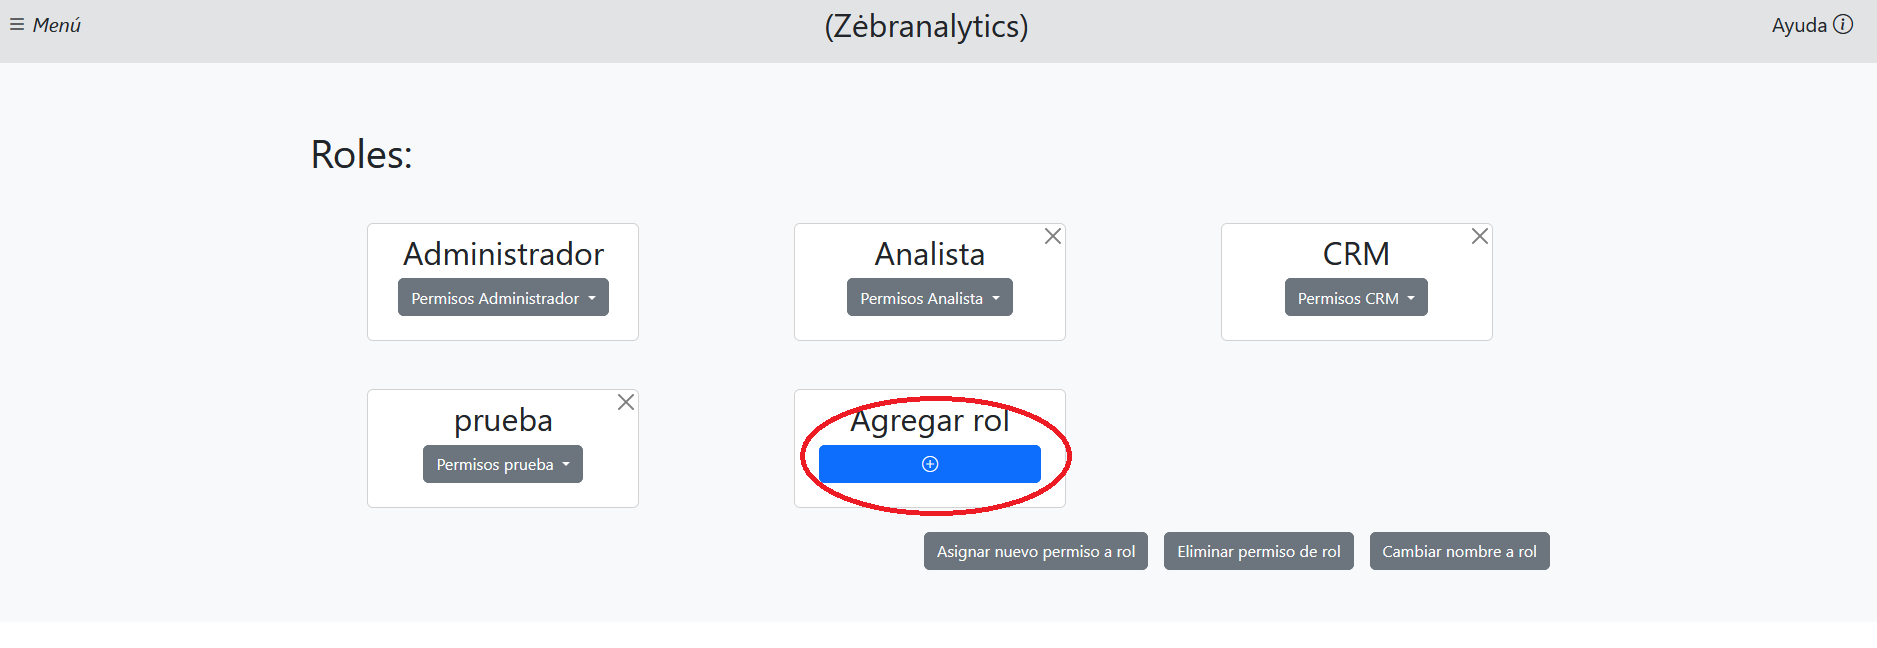 Menú
(Zėbranalytics)
Ayuda
Roles:
Administrador
Permisos Administrador
Analista
Permisos Analista
CRM
Permisos CRM
prueba
Permisos prueba
Agregar rol
Asignar nuevo permiso a rol
Eliminar permiso de rol
Cambiar nombre a rol